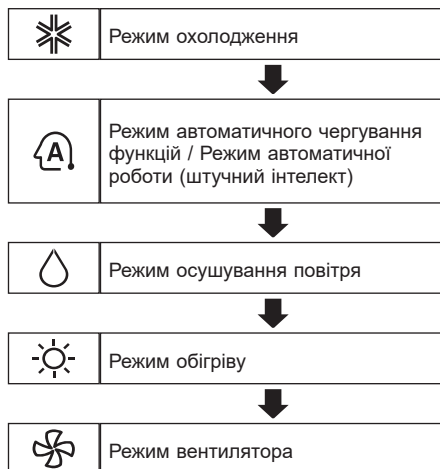 Режим охолодження
A
Режим автоматичного чергування
функцій / Режим автоматичної
роботи (штучний інтелект)
Режим осушування повітря
Режим обігріву
Режим вентилятора